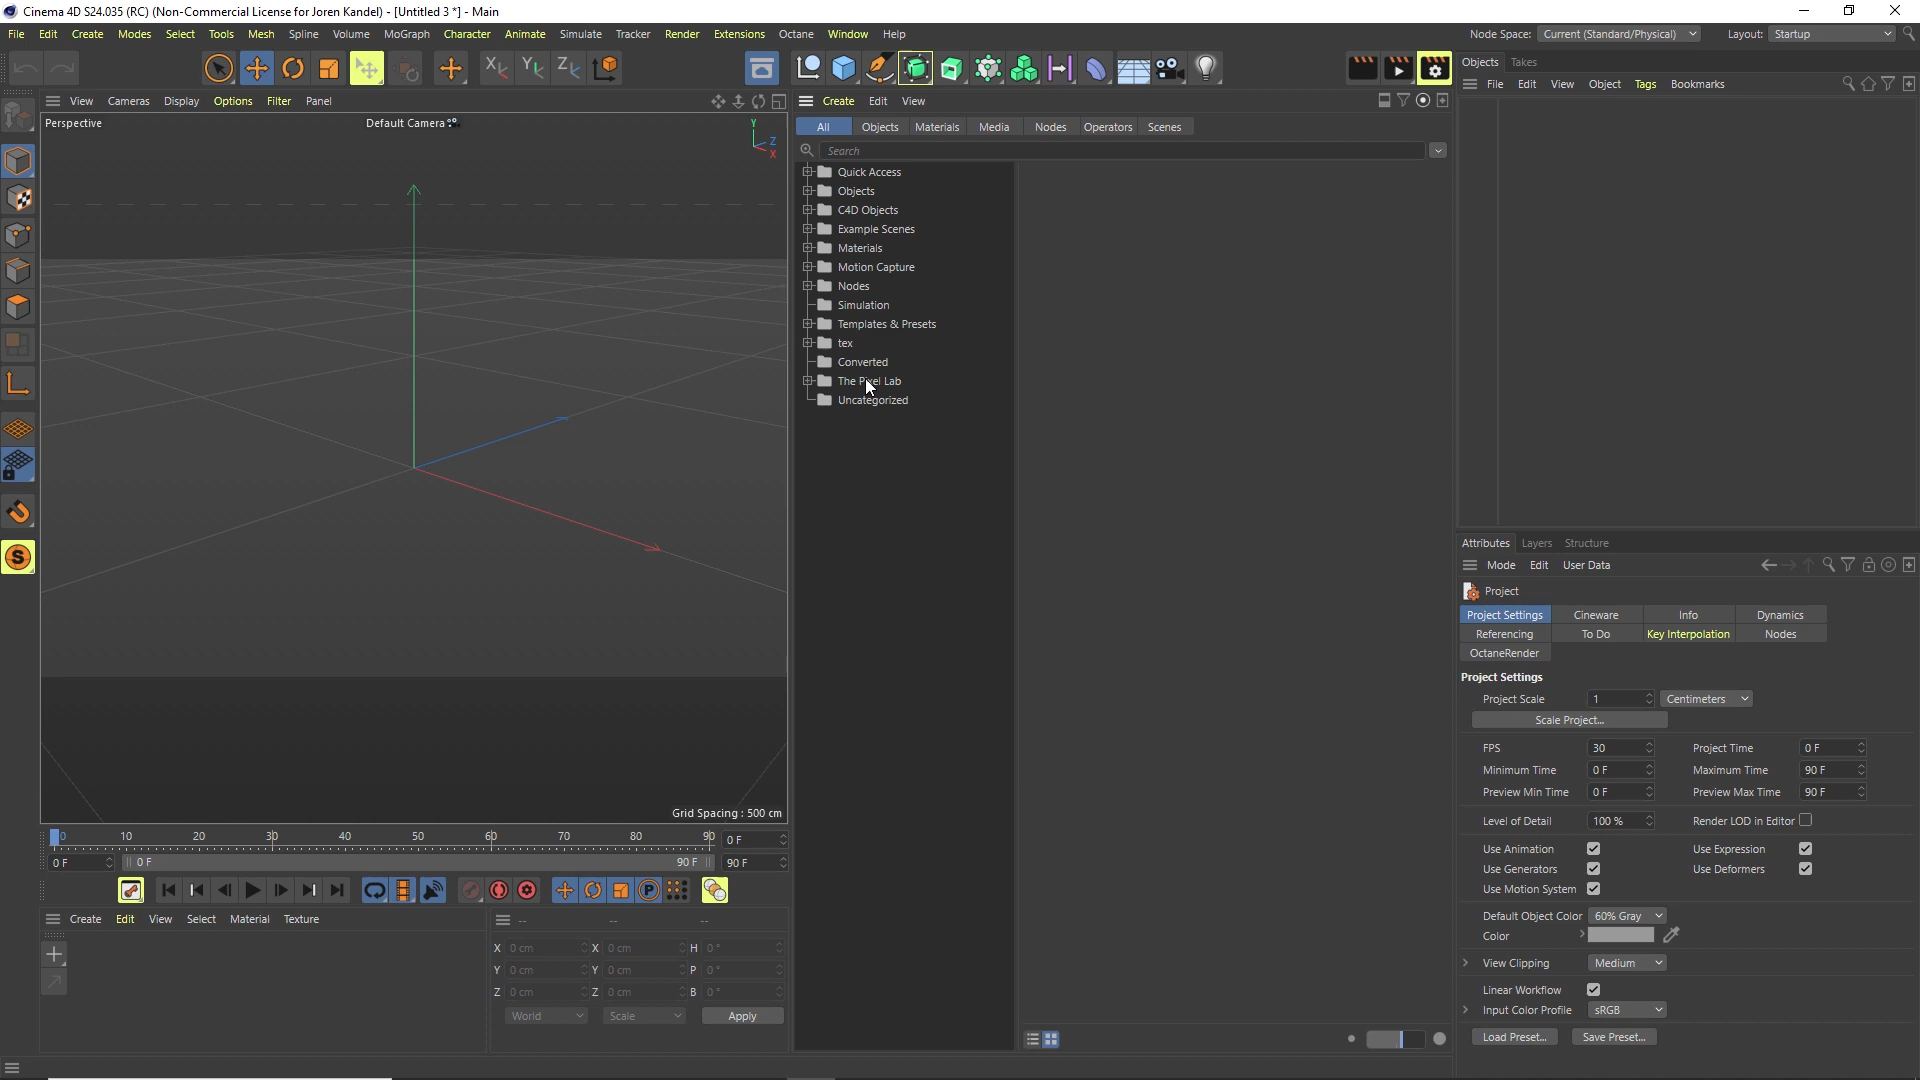 Cinema 4D S24.035 (RC) (Non-Commercial License for Joren Kandel) - [Untitled 3 *] - Main
File Edit Create Modes Select Tools Mesh Spline Volume MoGraph Character Animate Simulate Tracker Render Extensions Octane Window Help
Node Space: Current (Standard/Physical) Layout: Startup
X Y Z
View Cameras Display Options Filter Panel
Perspective
Default Camera
Y
Z
X
Grid Spacing : 500 cm
Create Edit View
All Objects Materials Media Nodes Operators Scenes
Search
Quick Access
Objects
C4D Objects
Example Scenes
Materials
Motion Capture
Nodes
Simulation
Templates & Presets
tex
Converted
The Pixel Lab
Uncategorized
Objects Takes
File Edit View Object Tags Bookmarks
Attributes Layers Structure
Mode Edit User Data
Project
Project Settings Cineware Info Dynamics
Referencing To Do Key Interpolation Nodes
OctaneRender
Project Settings
Project Scale 1 Centimeters
Scale Project...
FPS 30 Project Time 0 F
Minimum Time 0 F Maximum Time 90 F
Preview Min Time 0 F Preview Max Time 90 F
Level of Detail 100 % Render LOD in Editor
Use Animation Use Expression
Use Generators Use Deformers
Use Motion System
Default Object Color 60% Gray
Color
View Clipping Medium
Linear Workflow
Input Color Profile sRGB
Load Preset... Save Preset...
0 10 20 30 40 50 60 70 80 90 0 F
0 F 0 F 90 F 90 F
P
S
Create Edit View Select Material Texture
-- -- --
X 0 cm X 0 cm H 0 °
Y 0 cm Y 0 cm P 0 °
Z 0 cm Z 0 cm B 0 °
World Scale Apply